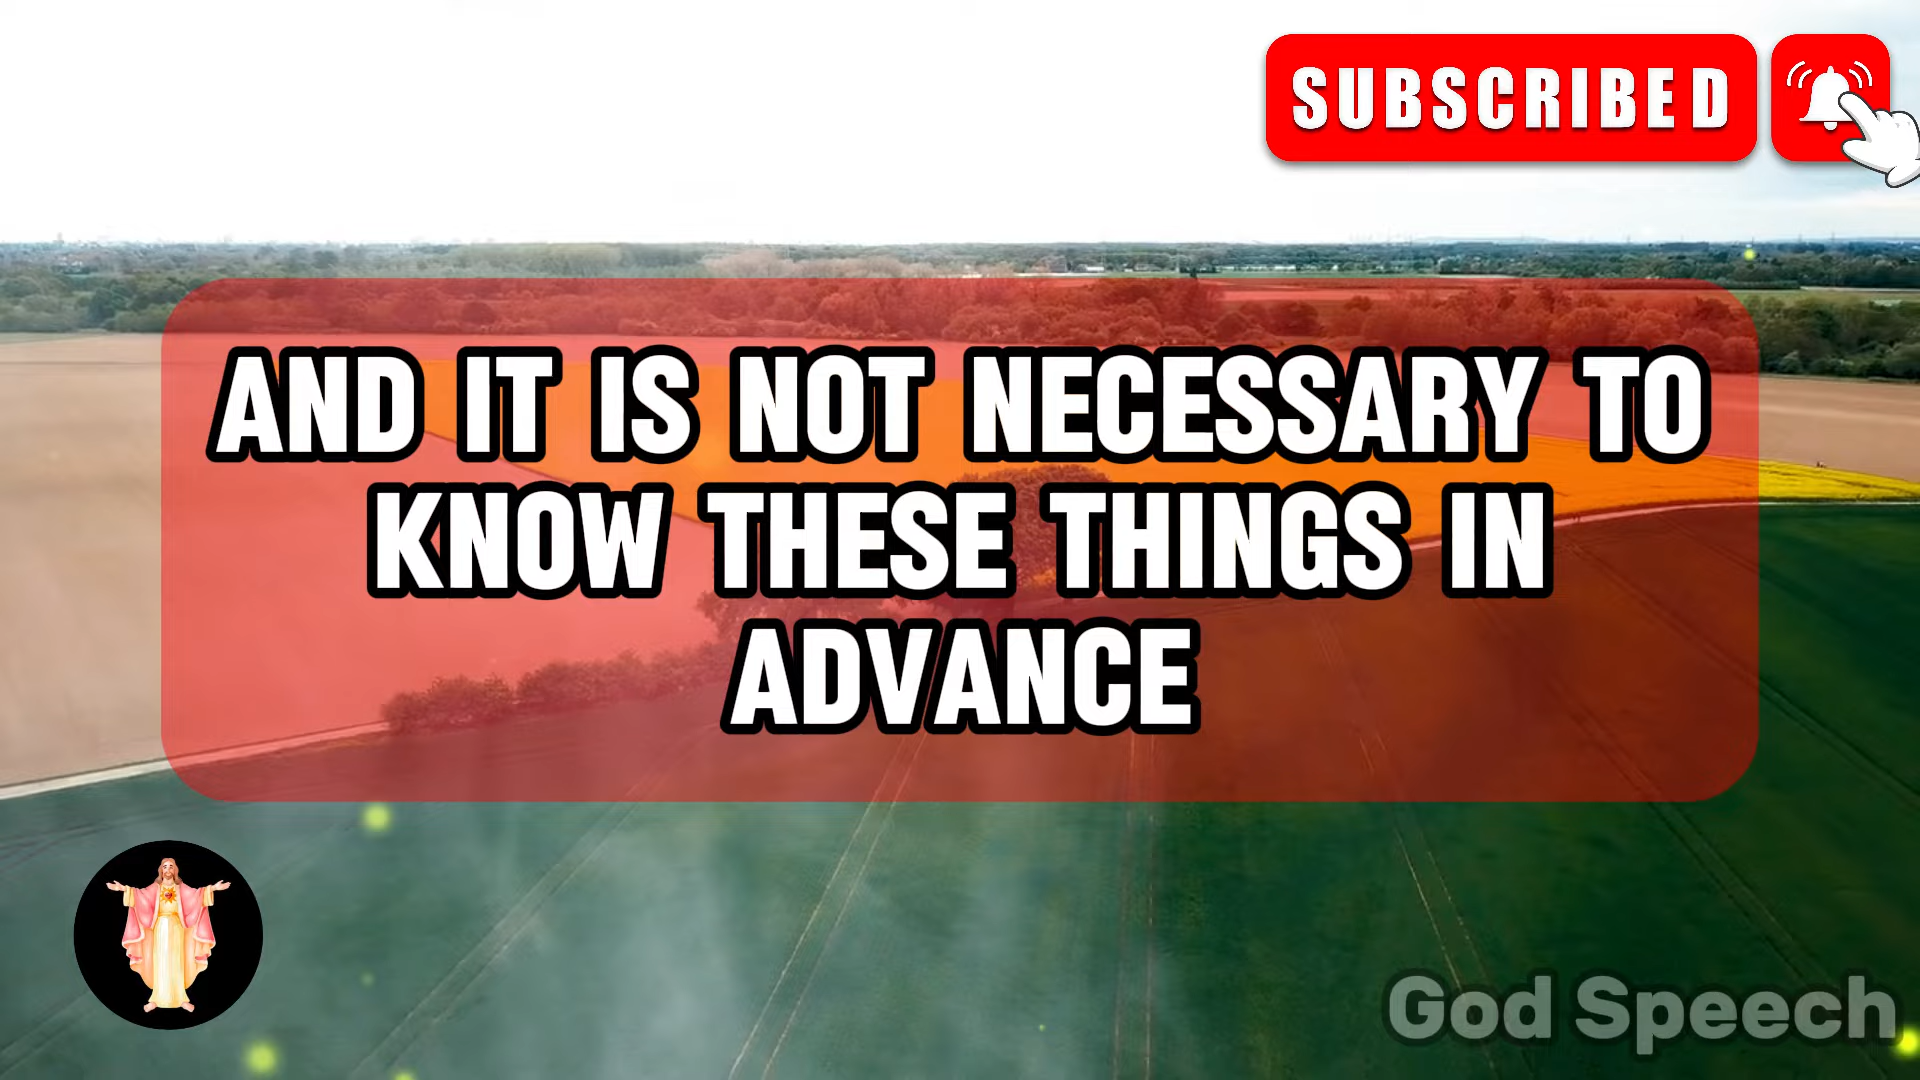 SUBSCRIBED
AND IT IS NOT NECESSARY TO
KNOW THESE THINGS IN
ADVANCE
God Speech